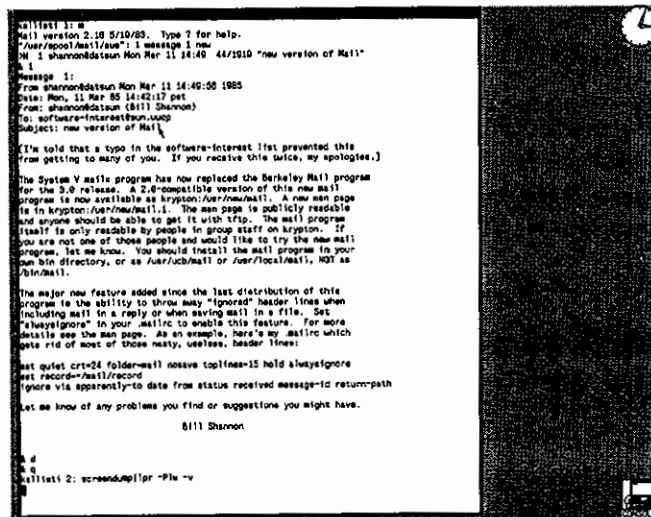 kallisti 1: m
Mail version 2.18 5/19/83.  Type ? for help.
"/usr/spool/mail/sue": 1 message 1 new
>N  1 shannon@datsun Mon Mar 11 14:49  44/1919 "new version of Mail"
& 1
Message  1:
From shannon@datsun Mon Mar 11 14:49:56 1985
Date: Mon, 11 Mar 85 14:42:17 pst
From: shannon@datsun (Bill Shannon)
To: software-interest@sun.uucp
Subject: new version of Mail
[I'm told that a typo in the software-interest list prevented this
from getting to many of you.  If you receive this twice, my apologies.]
The System V mailx program has now replaced the Berkeley Mail program
for the 3.0 release.  A 2.0-compatible version of this new mail
program is now available as krypton:/usr/new/mail.  A new man page
is in krypton:/usr/new/mail.1.  The man page is publicly readable
and anyone should be able to get it with tftp.  The mail program
itself is only readable by people in group staff on krypton.  If
you are not one of those people and would like to try the new mail
program, let me know.  You should install the mail program in your
own bin directory, or as /usr/ucb/mail or /usr/local/mail, NOT as
/bin/mail.
The major new feature added since the last distribution of this
program is the ability to throw away "ignored" header lines when
including mail in a reply or when saving mail in a file.  Set
"alwaysignore" in your .mailrc to enable this feature.  For more
details see the man page.  As an example, here's my .mailrc which
gets rid of most of those nasty, useless, header lines:
set quiet crt=24 folder=mail nosave toplines=15 hold alwaysignore
set record=~/mail/record
ignore via apparently-to date from status received message-id return-path
Let me know of any problems you find or suggestions you might have.
Bill Shannon
& d
& q
kallisti 2: screendump|lpr -Plw -v